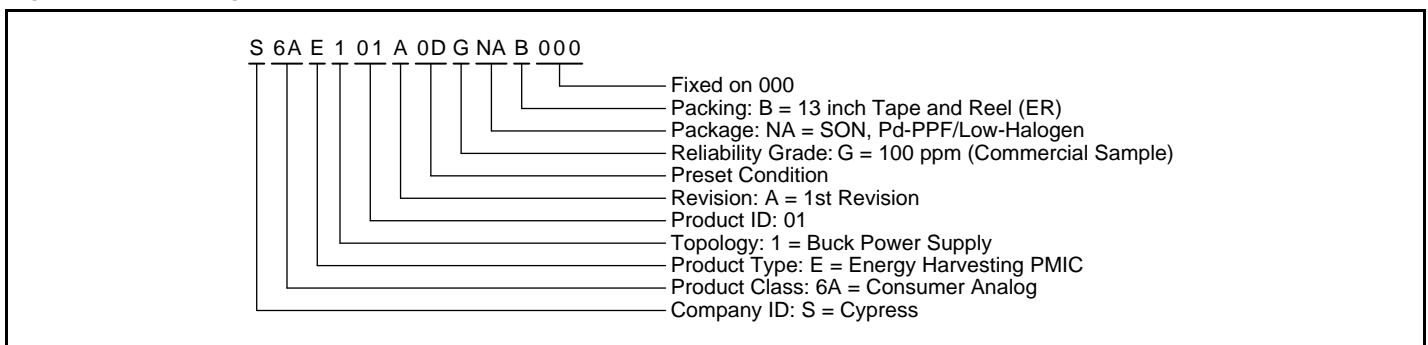 S 6A E 1 01 A 0D G NA B 000
Fixed on 000
Packing: B = 13 inch Tape and Reel (ER)
Package: NA = SON, Pd-PPF/Low-Halogen
Reliability Grade: G = 100 ppm (Commercial Sample)
Preset Condition
Revision: A = 1st Revision
Product ID: 01
Topology: 1 = Buck Power Supply
Product Type: E = Energy Harvesting PMIC
Product Class: 6A = Consumer Analog
Company ID: S = Cypress